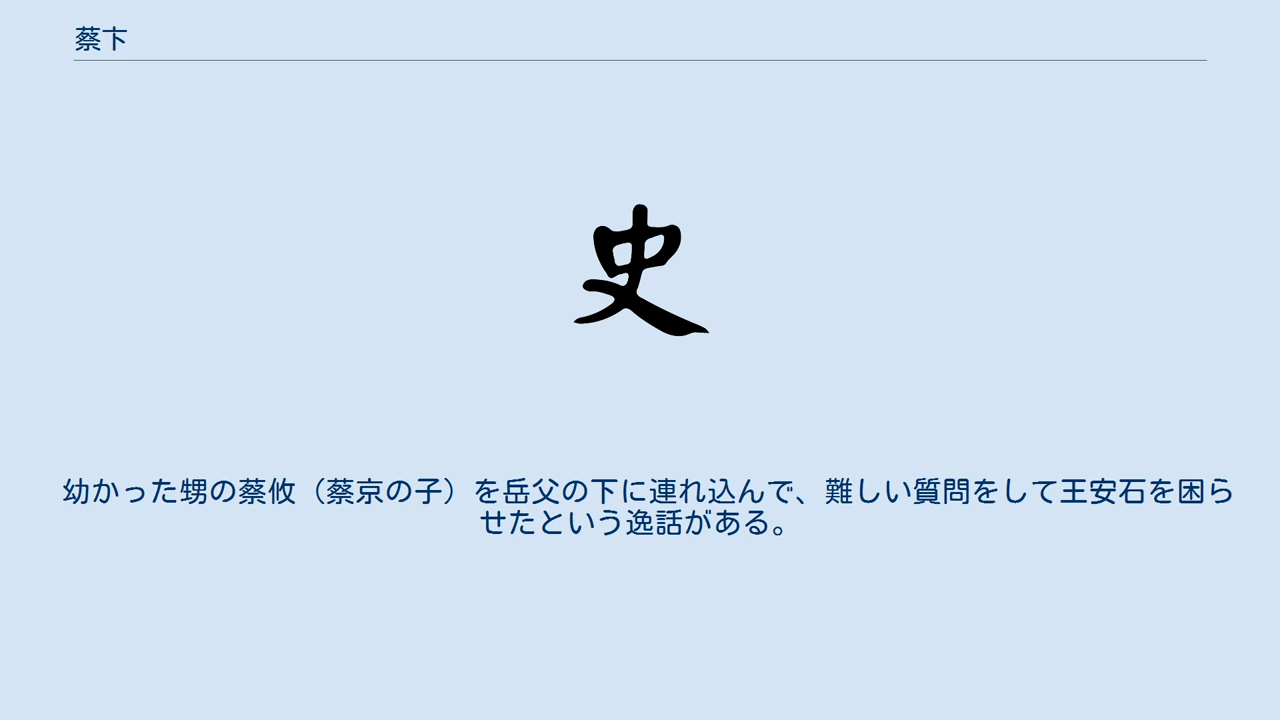 蔡卞
史
幼かった甥の蔡攸（蔡京の子）を岳父の下に連れ込んで、難しい質問をして王安石を困ら
せたという逸話がある。